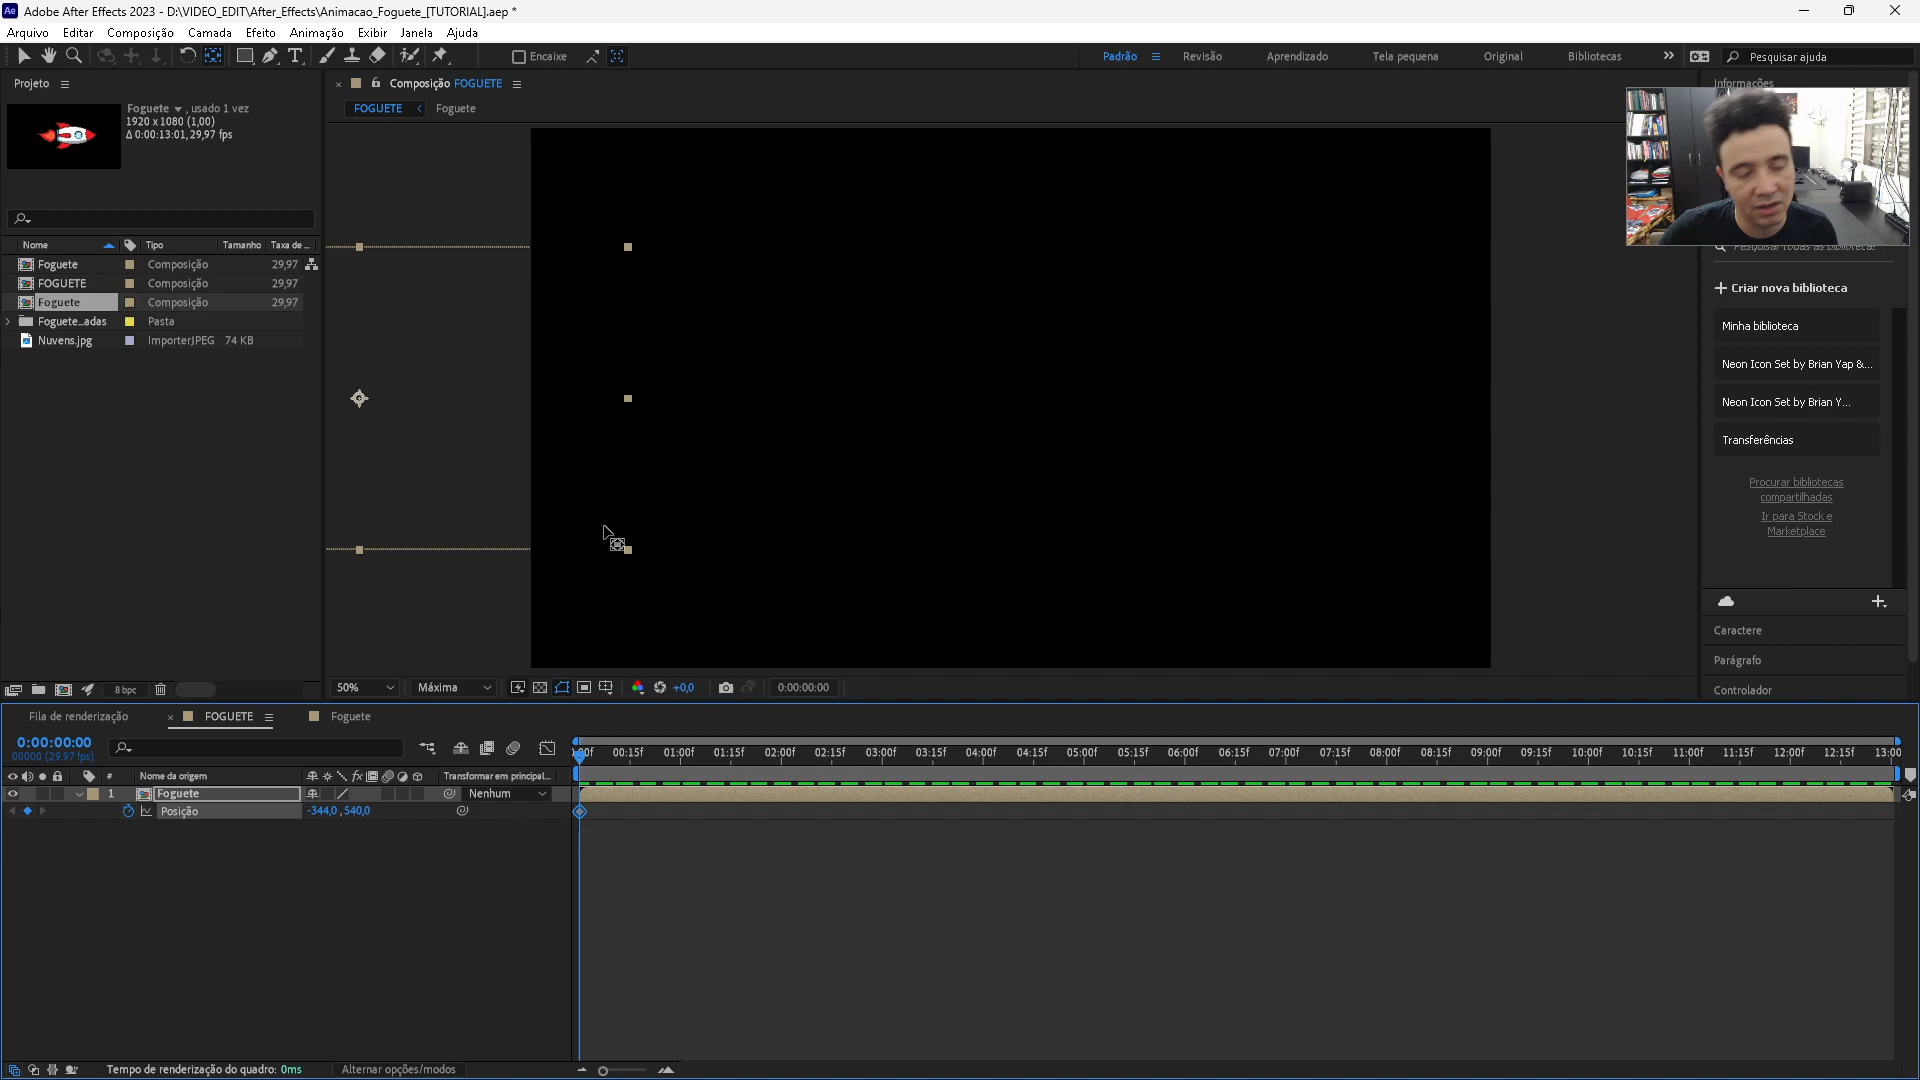 Adobe After Effects 2023 - D:\VIDEO_EDIT\After_Effects\Animacao_Foguete_[TUTORIAL].aep *
Arquivo Editar Composição Camada Efeito Animação Exibir Janela Ajuda
Encaixe
Padrão Revisão Aprendizado Tela pequena Original Bibliotecas
Pesquisar ajuda
Projeto
Foguete , usado 1 vez
1920 x 1080 (1,00)
Δ 0:00:13:01, 29,97 fps
Nome Tipo Tamanho Taxa de ...
Foguete Composição 29,97
FOGUETE Composição 29,97
Foguete Composição 29,97
Foguete...adas Pasta
Nuvens.jpg ImporterJPEG 74 KB
8 bpc
Composição FOGUETE
FOGUETE Foguete
50% Máxima +0,0 0:00:00:00
Informações
Pesquisar todas as bibliotecas
Criar nova biblioteca
Minha biblioteca
Neon Icon Set by Brian Yap &...
Neon Icon Set by Brian Y...
Transferências
Procurar bibliotecas
compartilhadas
Ir para Stock e
Marketplace
Caractere
Parágrafo
Controlador
Fila de renderização FOGUETE Foguete
0:00:00:00
00000 (29.97 fps)
:00f 00:15f 01:00f 01:15f 02:00f 02:15f 03:00f 03:15f 04:00f 04:15f 05:00f 05:15f 06:00f 06:15f 07:00f 07:15f 08:00f 08:15f 09:00f 09:15f 10:00f 10:15f 11:00f 11:15f 12:00f 12:15f 13:00
# Nome da origem fx Transformar em principal...
1 Foguete Nenhum
Posição -344,0 ,540,0
Tempo de renderização do quadro: 0ms Alternar opções/modos